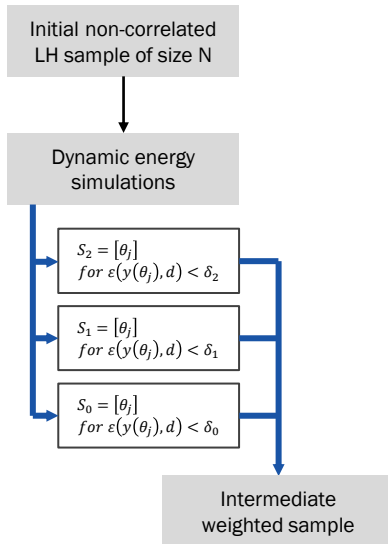 Initial non-correlated
LH sample of size N
Dynamic energy
simulations
S₂ = [θⱼ]
for ε(y(θⱼ), d) < δ₂
S₁ = [θⱼ]
for ε(y(θⱼ), d) < δ₁
S₀ = [θⱼ]
for ε(y(θⱼ), d) < δ₀
Intermediate
weighted sample